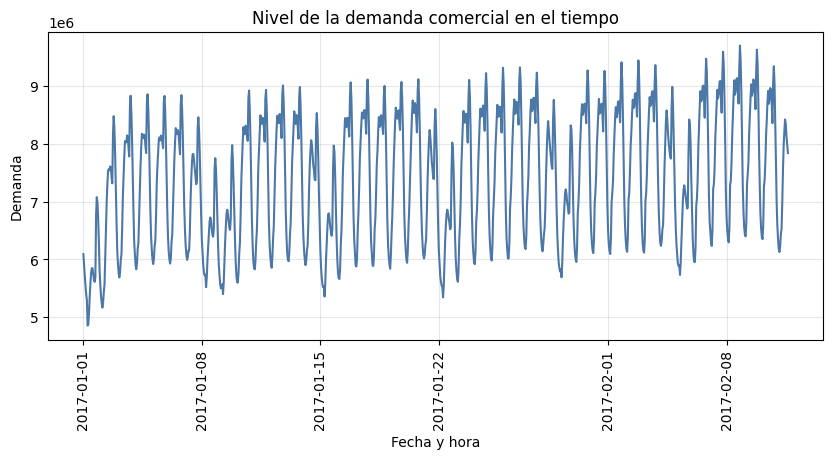 Nivel de la demanda comercial en el tiempo
1e6
9
8
7
6
5
Demanda
2017-01-01
2017-01-08
2017-01-15
2017-01-22
2017-02-01
2017-02-08
Fecha y hora